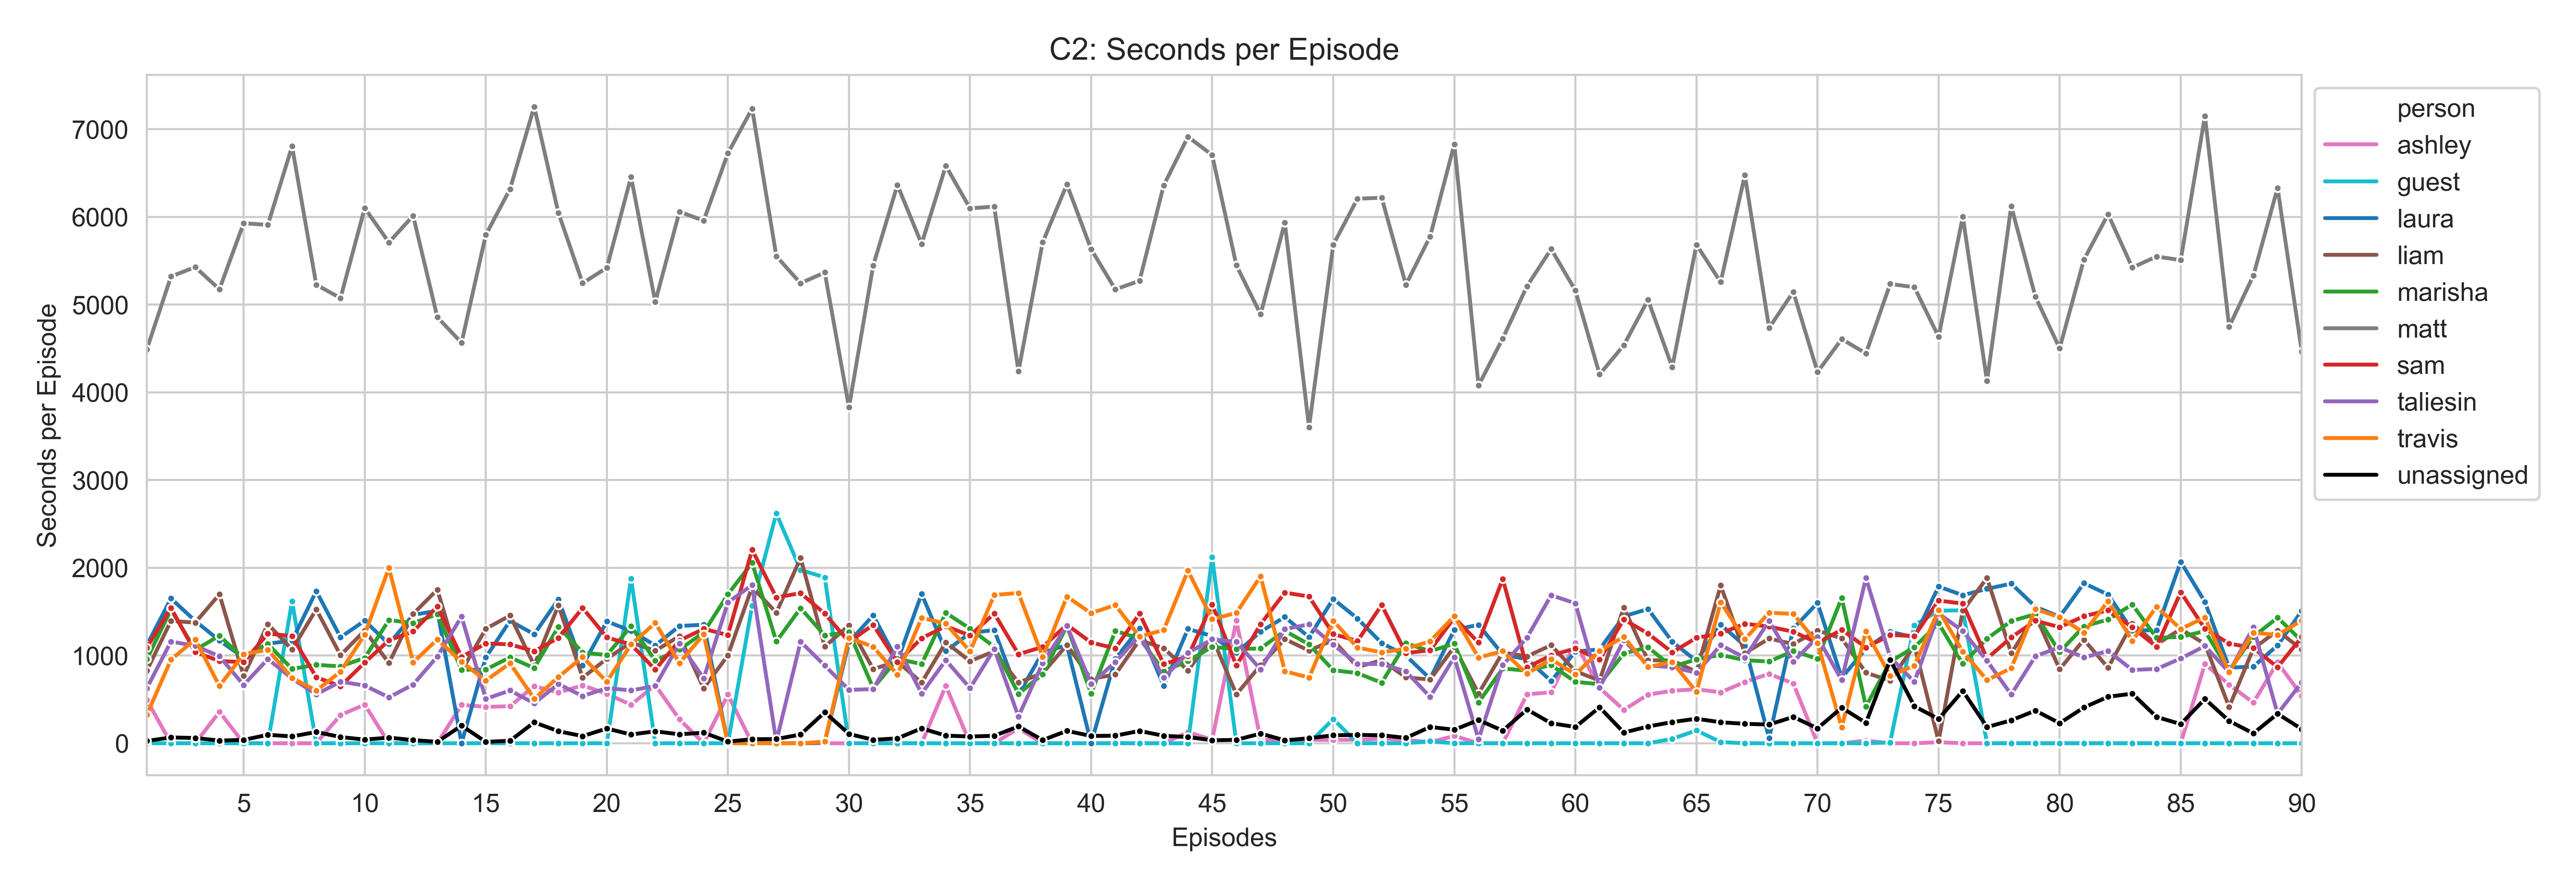 C2: Seconds per Episode
Seconds per Episode
7000
6000
5000
4000
3000
2000
1000
0
5 10 15 20 25 30 35 40 45 50 55 60 65 70 75 80 85 90
Episodes
person
ashley
guest
laura
liam
marisha
matt
sam
taliesin
travis
unassigned